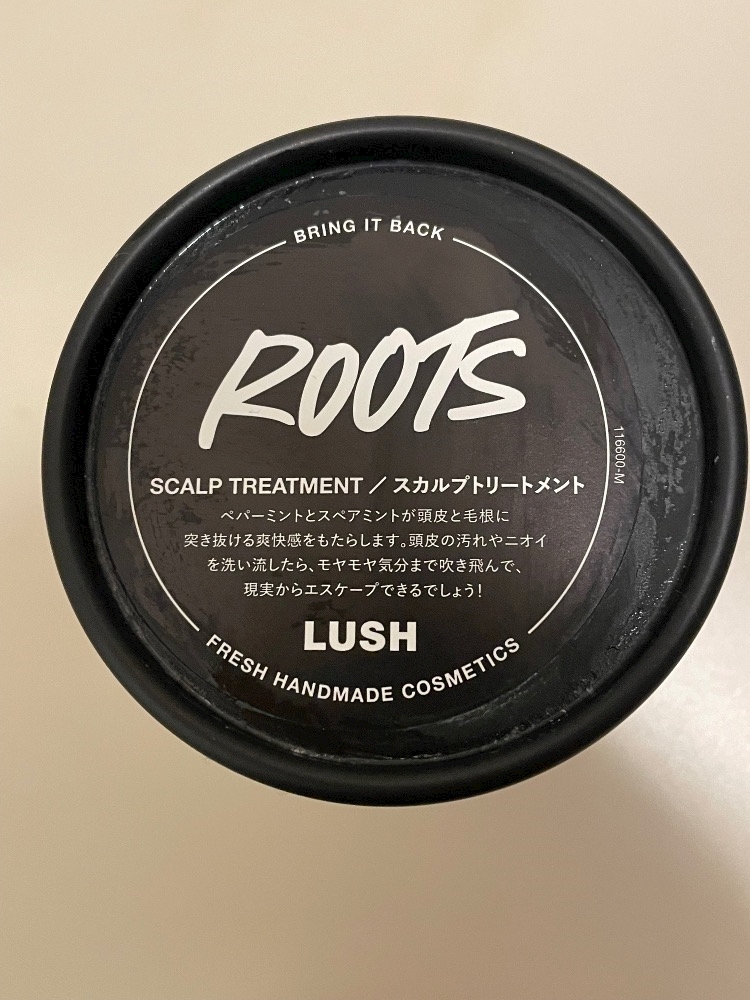 BRING IT BACK
ROOTS
SCALP TREATMENT / スカルプトリートメント
ペパーミントとスペアミントが頭皮と毛根に
突き抜ける爽快感をもたらします。頭皮の汚れやニオイ
を洗い流したら、モヤモヤ気分まで吹き飛んで、
現実からエスケープできるでしょう!
LUSH
FRESH HANDMADE COSMETICS
116600-M